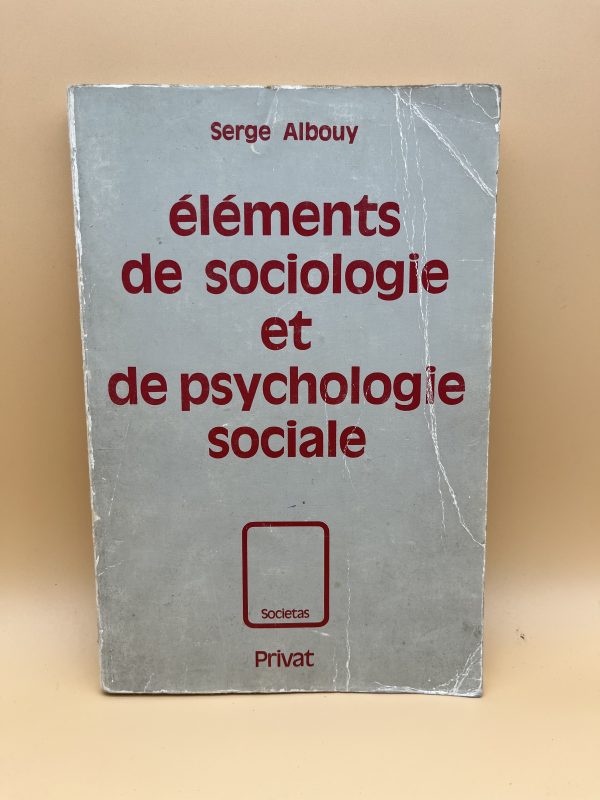 Serge Albouy
éléments
de sociologie
et
de psychologie
sociale
Societas
Privat